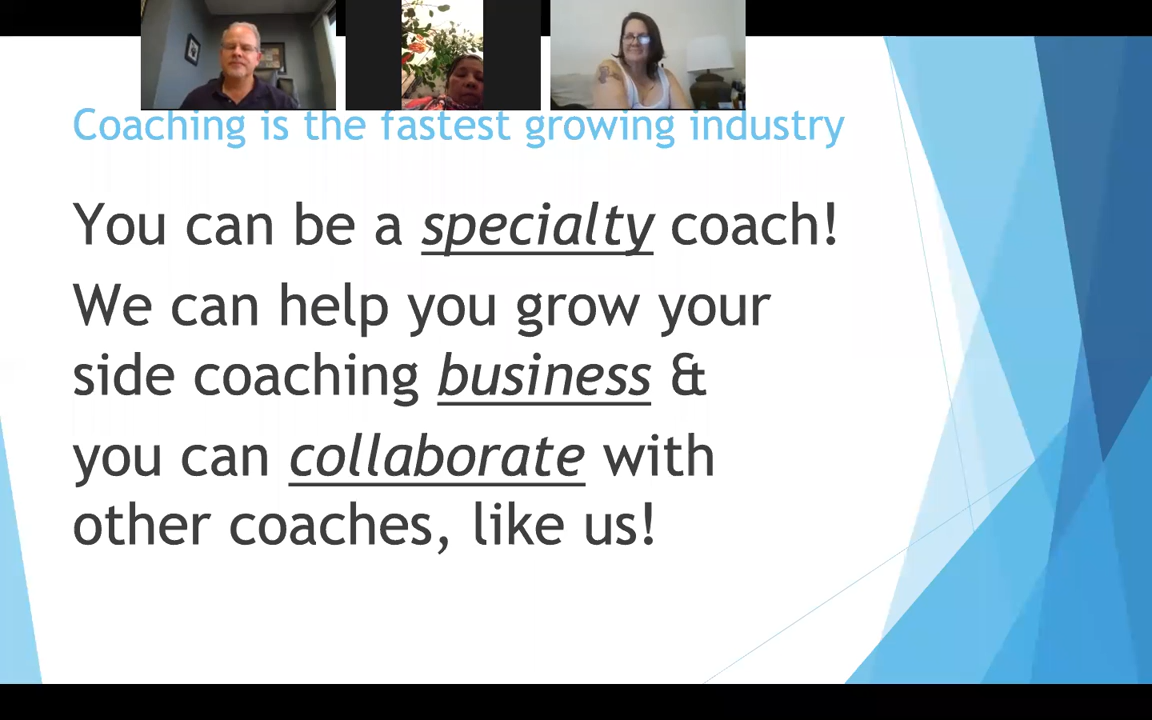 Coaching is the fastest growing industry
You can be a specialty coach!
We can help you grow your
side coaching business &
you can collaborate with
other coaches, like us!